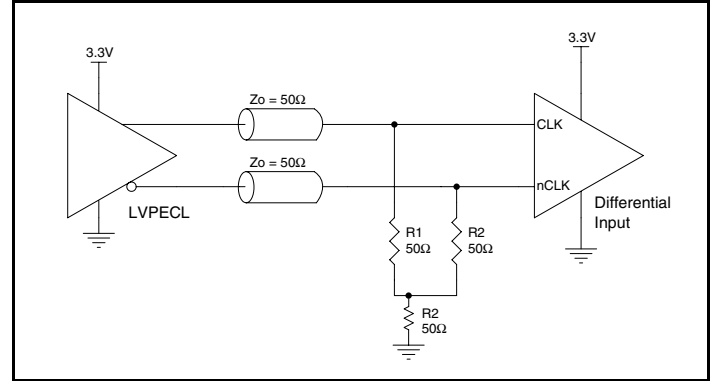 3.3V
3.3V
Zo = 50Ω
CLK
Zo = 50Ω
nCLK
LVPECL
Differential
Input
R1
50Ω
R2
50Ω
R2
50Ω